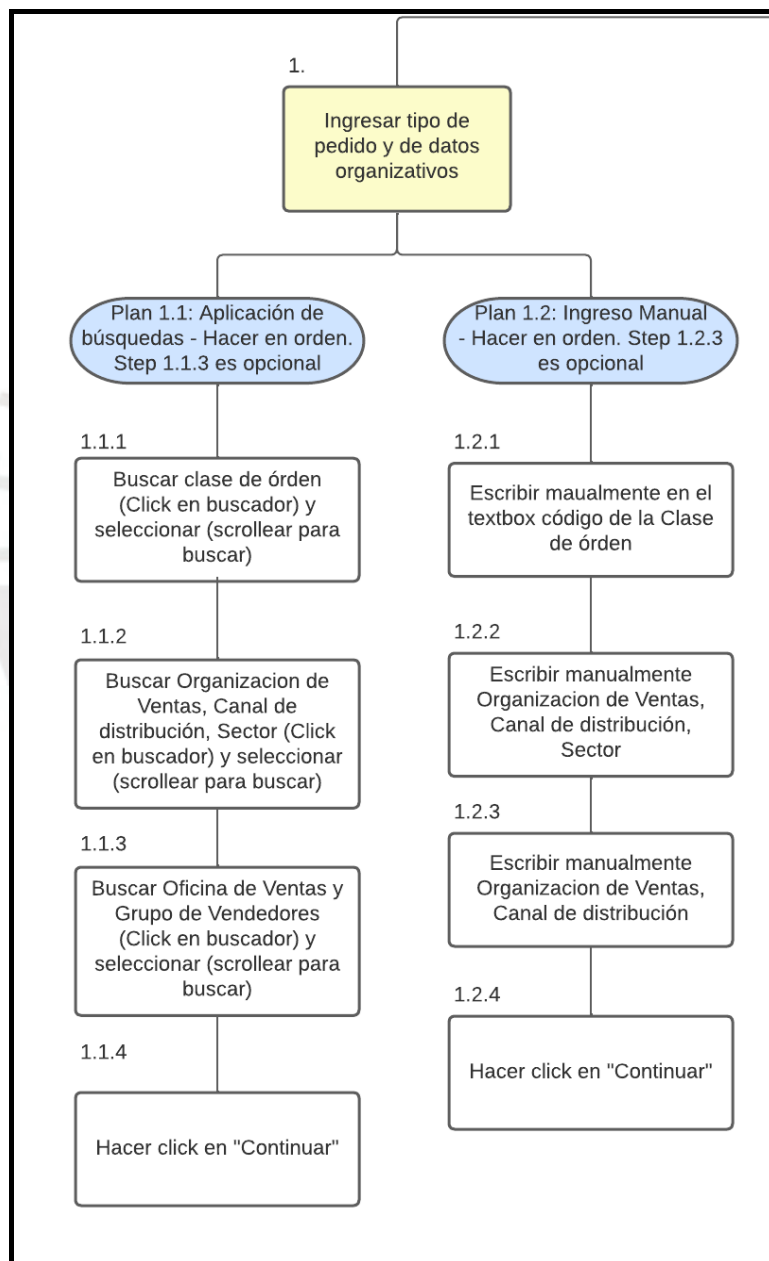 1.
Ingresar tipo de
pedido y de datos
organizativos
Plan 1.1: Aplicación de
búsquedas - Hacer en orden.
Step 1.1.3 es opcional
1.1.1
Buscar clase de órden
(Click en buscador) y
seleccionar (scrollear para
buscar)
1.1.2
Buscar Organizacion de
Ventas, Canal de
distribución, Sector (Click
en buscador) y seleccionar
(scrollear para buscar)
1.1.3
Buscar Oficina de Ventas y
Grupo de Vendedores
(Click en buscador) y
seleccionar (scrollear para
buscar)
1.1.4
Hacer click en "Continuar"
Plan 1.2: Ingreso Manual
- Hacer en orden. Step 1.2.3
es opcional
1.2.1
Escribir maualmente en el
textbox código de la Clase
de órden
1.2.2
Escribir manualmente
Organizacion de Ventas,
Canal de distribución,
Sector
1.2.3
Escribir manualmente
Organizacion de Ventas,
Canal de distribución
1.2.4
Hacer click en "Continuar"